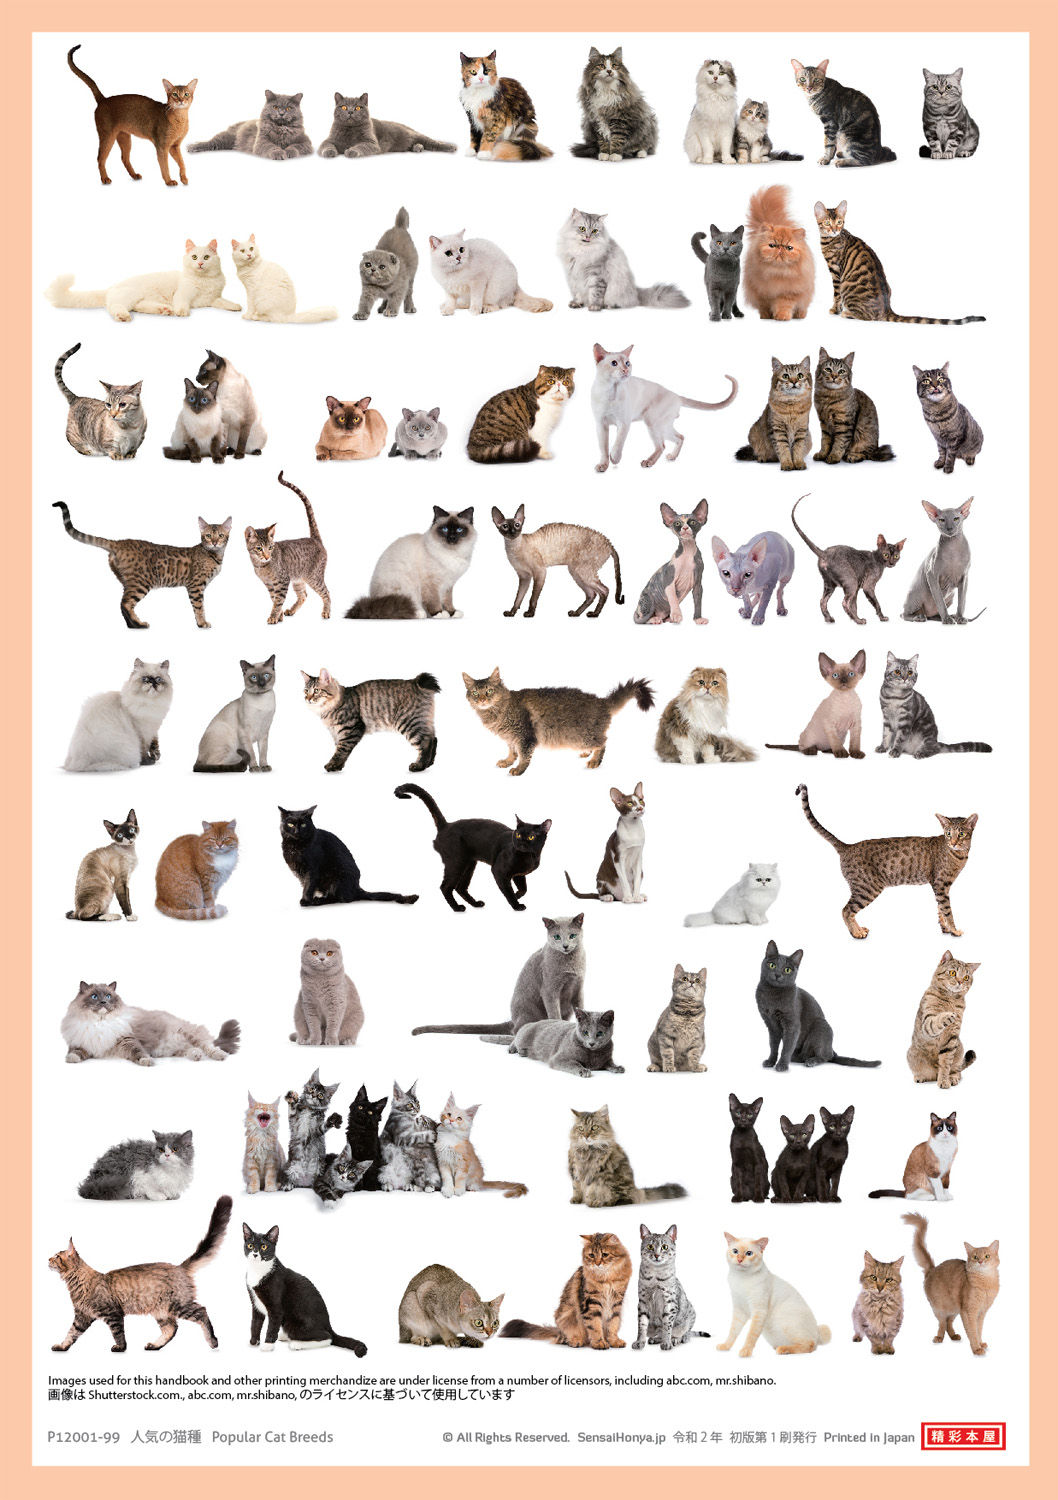 Images used for this handbook and other printing merchandize are under license from a number of licensors, including abc.com, mr.shibano.
画像は Shutterstock.com., abc.com, mr.shibano, のライセンスに基づいて使用しています
P12001-99 人気の猫種 Popular Cat Breeds
© All Rights Reserved. SensaiHonya.jp 令和２年 初版第１刷発行 Printed in Japan 精彩本屋